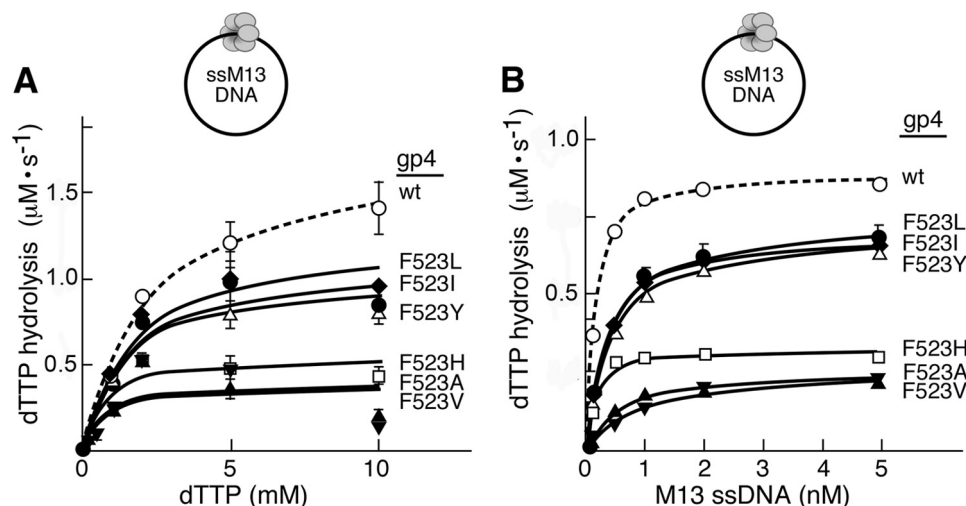 A
ssM13
DNA
dTTP hydrolysis (µM•s⁻¹)
1.5
1.0
0.5
0
5
10
dTTP (mM)
gp4
wt
F523L
F523I
F523Y
F523H
F523A
F523V
B
ssM13
DNA
dTTP hydrolysis (µM•s⁻¹)
1.0
0.5
0
1
2
3
4
5
M13 ssDNA (nM)
gp4
wt
F523L
F523I
F523Y
F523H
F523A
F523V